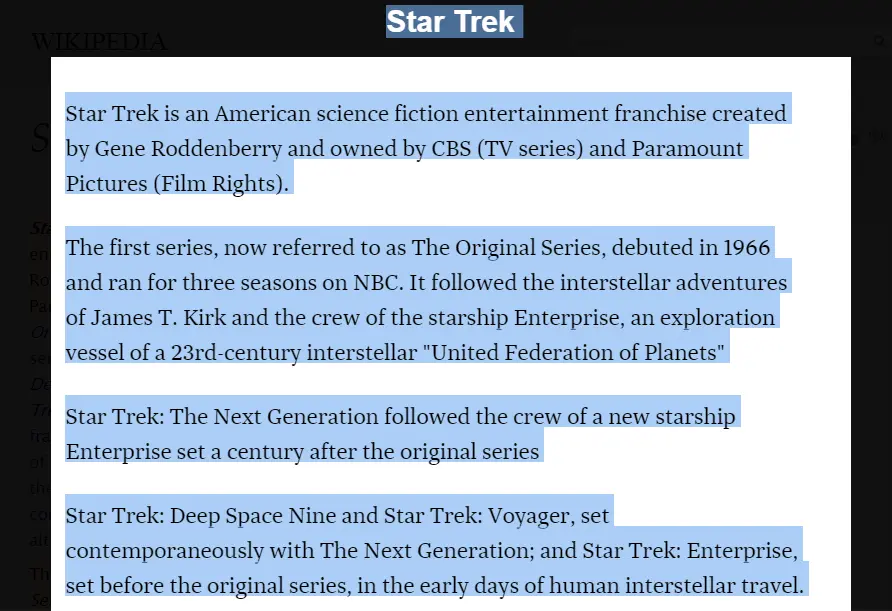 Star Trek
WIKIPEDIA
Star Trek is an American science fiction entertainment franchise created
by Gene Roddenberry and owned by CBS (TV series) and Paramount
Pictures (Film Rights).
The first series, now referred to as The Original Series, debuted in 1966
and ran for three seasons on NBC. It followed the interstellar adventures
of James T. Kirk and the crew of the starship Enterprise, an exploration
vessel of a 23rd-century interstellar "United Federation of Planets"
Star Trek: The Next Generation followed the crew of a new starship
Enterprise set a century after the original series
Star Trek: Deep Space Nine and Star Trek: Voyager, set
contemporaneously with The Next Generation; and Star Trek: Enterprise,
set before the original series, in the early days of human interstellar travel.